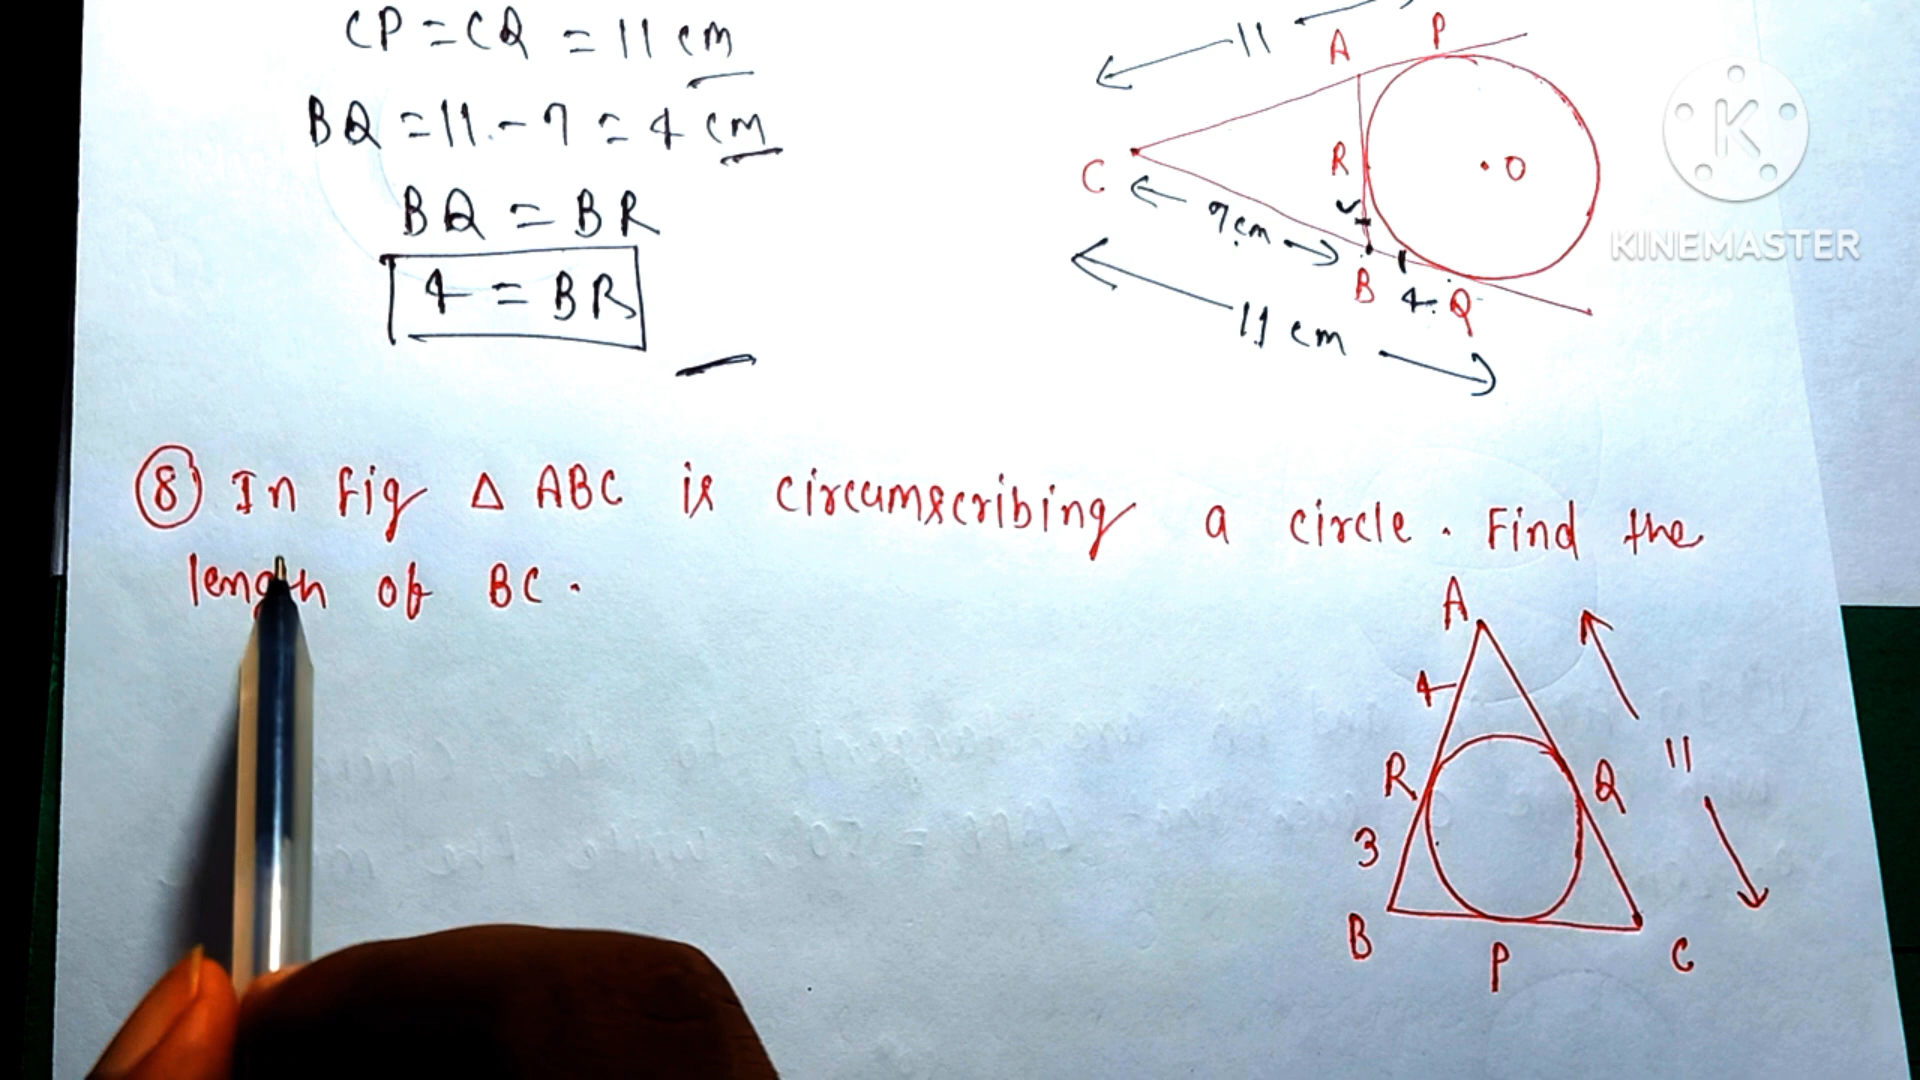 CP = CQ = 11 cm
BQ = 11 - 7 = 4 cm
BQ = BR
4 = BR
11
A
P
C
R
O
7cm
B
4
Q
11 cm
K
KINEMASTER
8 In fig △ ABC is circumscribing a circle. Find the
length of BC.
A
4
R
Q
11
3
B
P
C